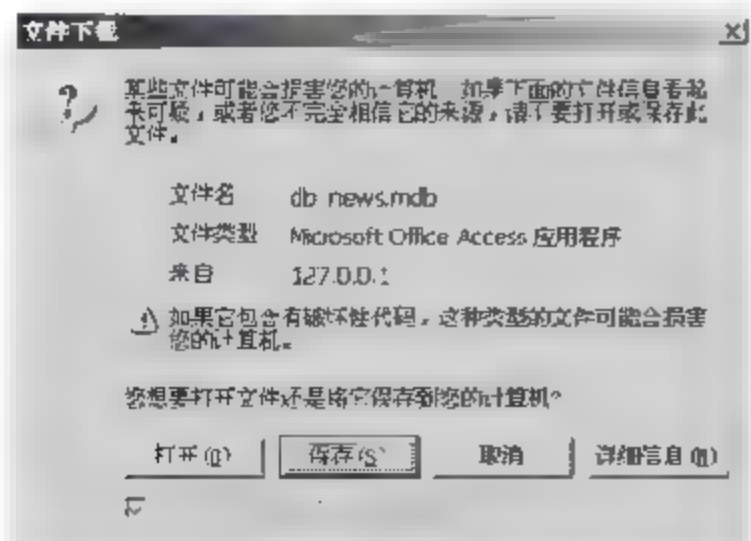 文件下载
某些文件可能会损害您的计算机。如果下面的文件信息看起
来可疑，或者您不完全相信它的来源，请不要打开或保存此
文件。
文件名 db_news.mdb
文件类型 Microsoft Office Access 应用程序
来自 127.0.0.1
如果它包含有破坏性代码，这种类型的文件可能会损害
您的计算机。
您想要打开文件还是将它保存到您的计算机?
打开(O) 保存(S) 取消 详细信息(M)